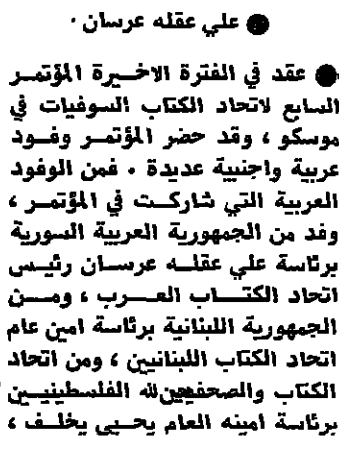 ● علي عقله عرسان ·
● عقد في الفترة الاخيرة المؤتمر
السابع لاتحاد الكتاب السوفيات في
موسكو ، وقد حضر المؤتمر وفود
عربية واجنبية عديدة . فمن الوفود
العربية التي شاركت في المؤتمر ،
وفد من الجمهورية العربية السورية
برئاسة علي عقله عرسان رئيس
اتحاد الكتاب العرب ، ومن
الجمهورية اللبنانية برئاسة امين عام
اتحاد الكتاب اللبنانيين ، ومن اتحاد
الكتاب والصحفيين الفلسطينيين
برئاسة امينه العام يحيى يخلف ،